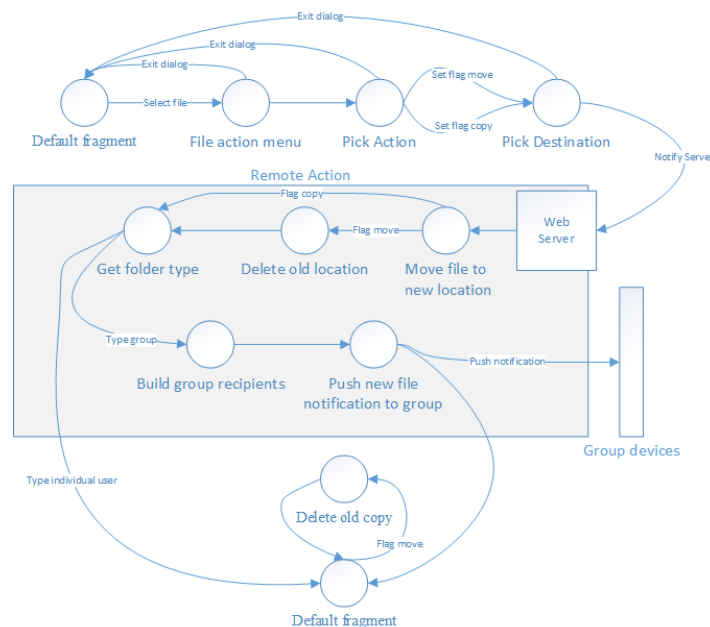 Exit dialog
Exit dialog
Exit dialog
Set flag move
Select file
Set flag copy
Default fragment
File action menu
Pick Action
Pick Destination
Notify Serve
Remote Action
Flag copy
Web
Server
Flag move
Get folder type
Delete old location
Move file to
new location
Type group
Push notification
Build group recipients
Push new file
notification to group
Group devices
Type individual user
Delete old copy
Flag move
Default fragment